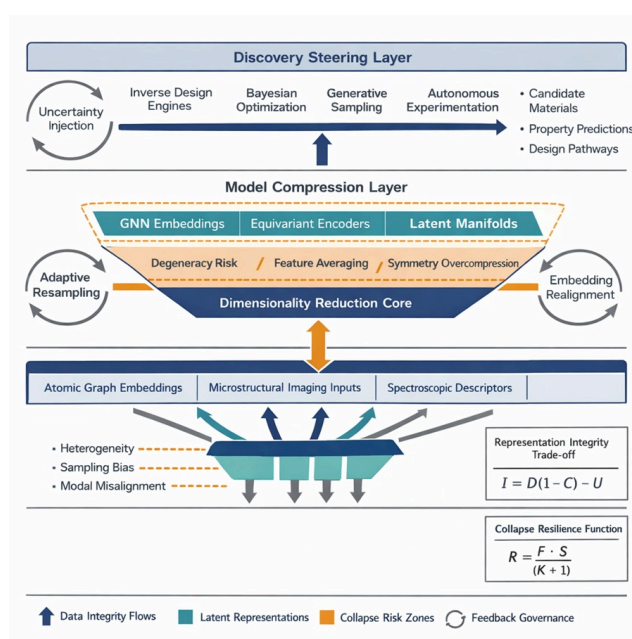 Discovery Steering Layer
Uncertainty
Injection
Inverse Design
Engines
Bayesian
Optimization
Generative
Sampling
Autonomous
Experimentation
• Candidate
Materials
• Property Predictions
• Design Pathways
Model Compression Layer
GNN Embeddings
Equivariant Encoders
Latent Manifolds
Degeneracy Risk / Feature Averaging / Symmetry Overcompression
Adaptive
Resampling
Dimensionality Reduction Core
Embedding
Realignment
Atomic Graph Embeddings
Microstructural Imaging Inputs
Spectroscopic Descriptors
• Heterogeneity
• Sampling Bias
• Modal Misalignment
Representation Integrity
Trade-off
I = D(1 − C) − U
Collapse Resilience Function
R = F · S / (K + 1)
Data Integrity Flows
Latent Representations
Collapse Risk Zones
Feedback Governance